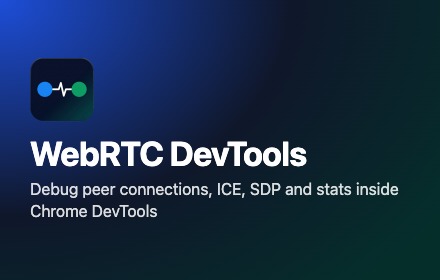 WebRTC DevTools
Debug peer connections, ICE, SDP and stats inside
Chrome DevTools